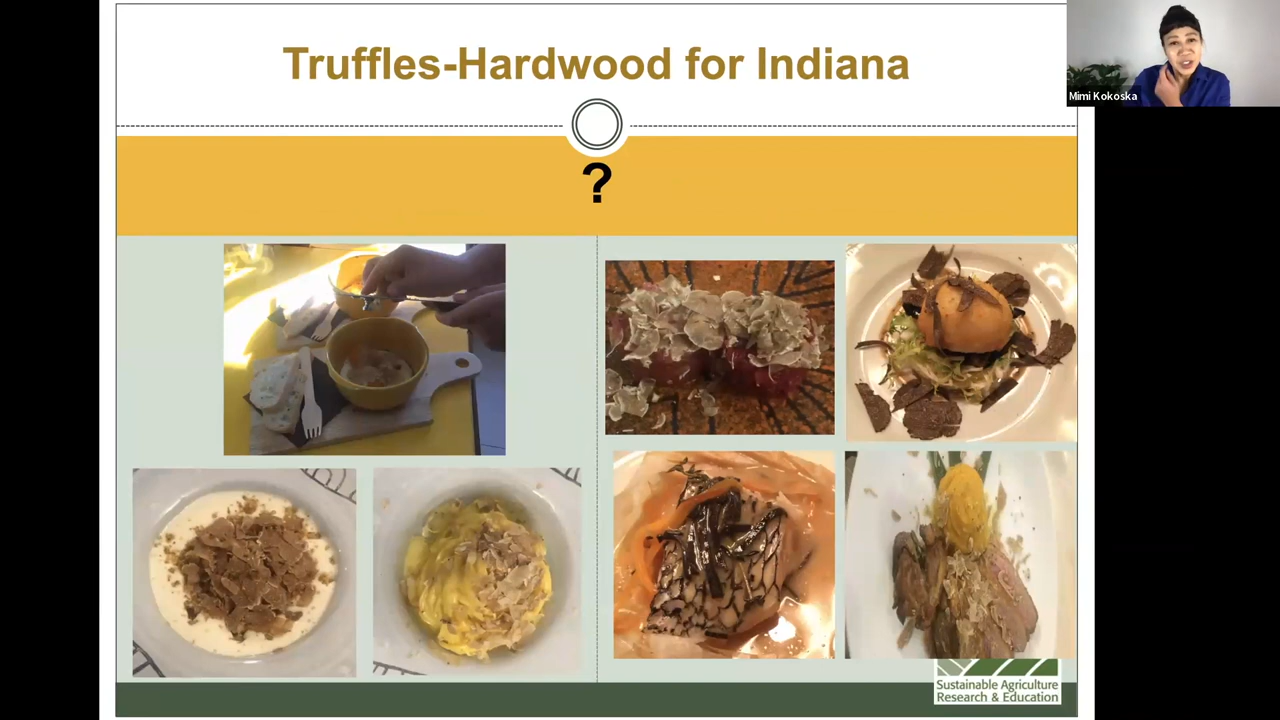 Truffles-Hardwood for Indiana
Mimi Kokoska
?
Sustainable Agriculture
Research & Education